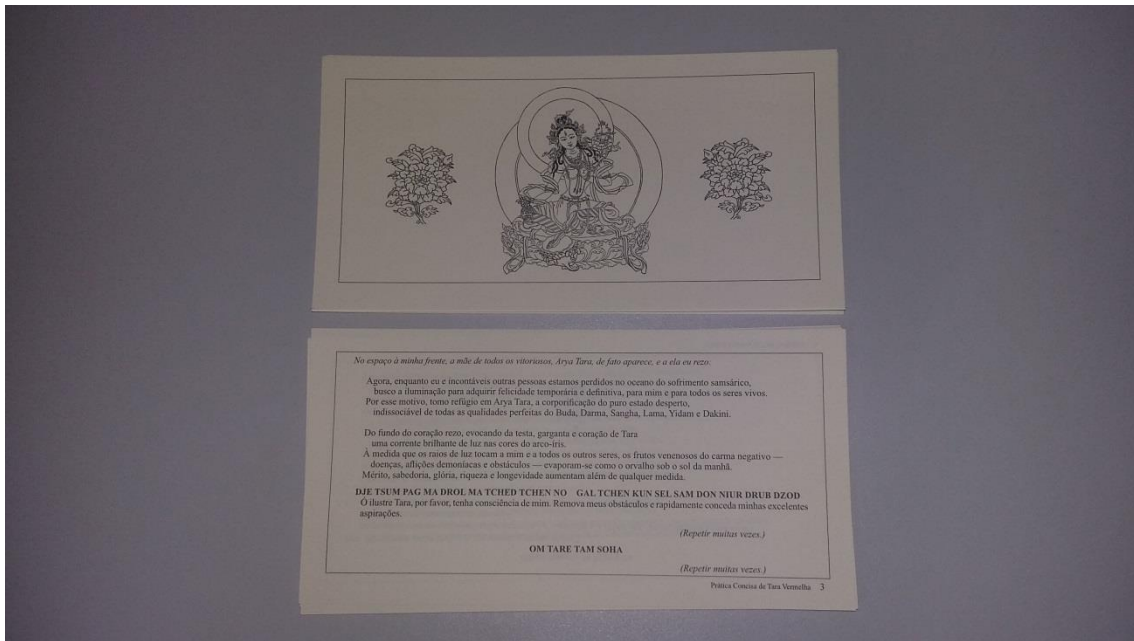 No espaço à minha frente, a mãe de todos os vitoriosos, Arya Tara, de fato aparece, e a ela eu rezo:
Agora, enquanto eu e incontáveis outras pessoas estamos perdidos no oceano do sofrimento samsárico,
busco a iluminação para adquirir felicidade temporária e definitiva, para mim e para todos os seres vivos.
Por esse motivo, tomo refúgio em Arya Tara, a corporificação do puro estado desperto,
indissociável de todas as qualidades perfeitas do Buda, Darma, Sangha, Lama, Yidam e Dakini.
Do fundo do coração rezo, evocando da testa, garganta e coração de Tara
uma corrente brilhante de luz nas cores do arco-íris.
À medida que os raios de luz tocam a mim e a todos os outros seres, os frutos venenosos do carma negativo —
doenças, aflições demoníacas e obstáculos — evaporam-se como o orvalho sob o sol da manhã.
Mérito, sabedoria, glória, riqueza e longevidade aumentam além de qualquer medida.
DJE TSUM PAG MA DROL MA TCHED TCHEN NO GAL TCHEN KUN SEL SAM DON NIUR DRUB DZOD
Ó ilustre Tara, por favor, tenha consciência de mim. Remova meus obstáculos e rapidamente conceda minhas excelentes
aspirações.
(Repetir muitas vezes.)
OM TARE TAM SOHA
(Repetir muitas vezes.)
Prática Concisa de Tara Vermelha 3